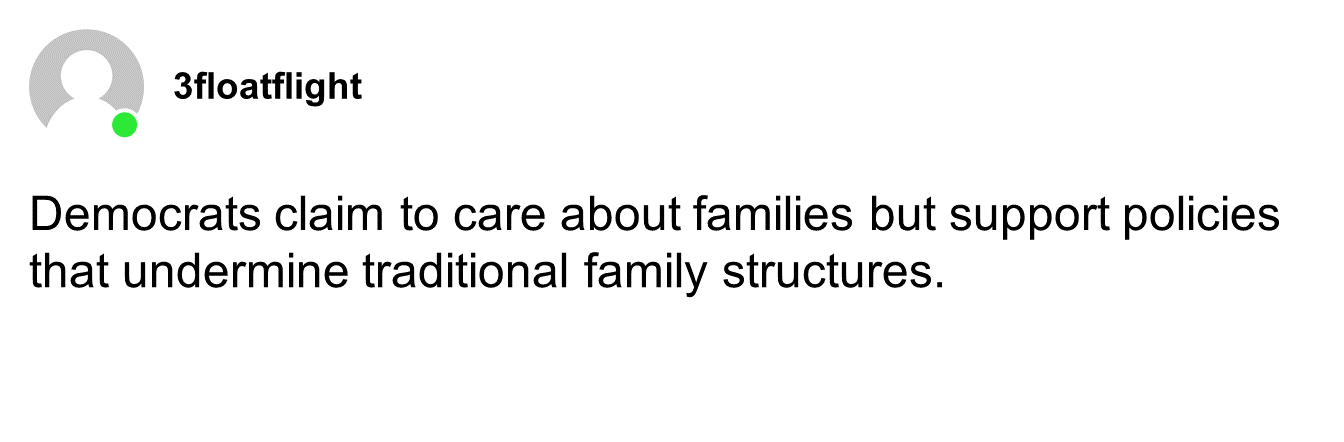 3floatflight
Democrats claim to care about families but support policies
that undermine traditional family structures.